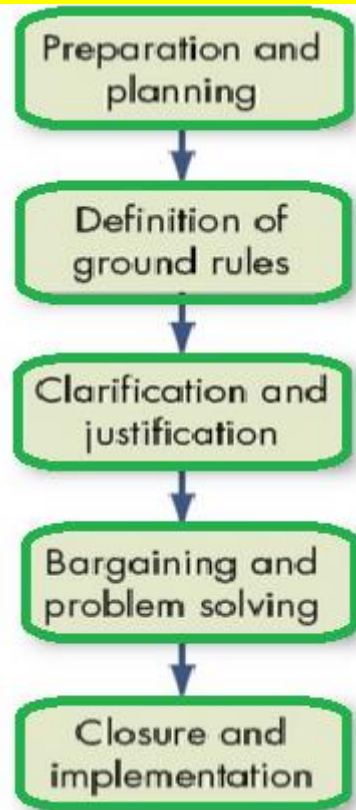 Preparation and
planning
Definition of
ground rules
Clarification and
justification
Bargaining and
problem solving
Closure and
implementation